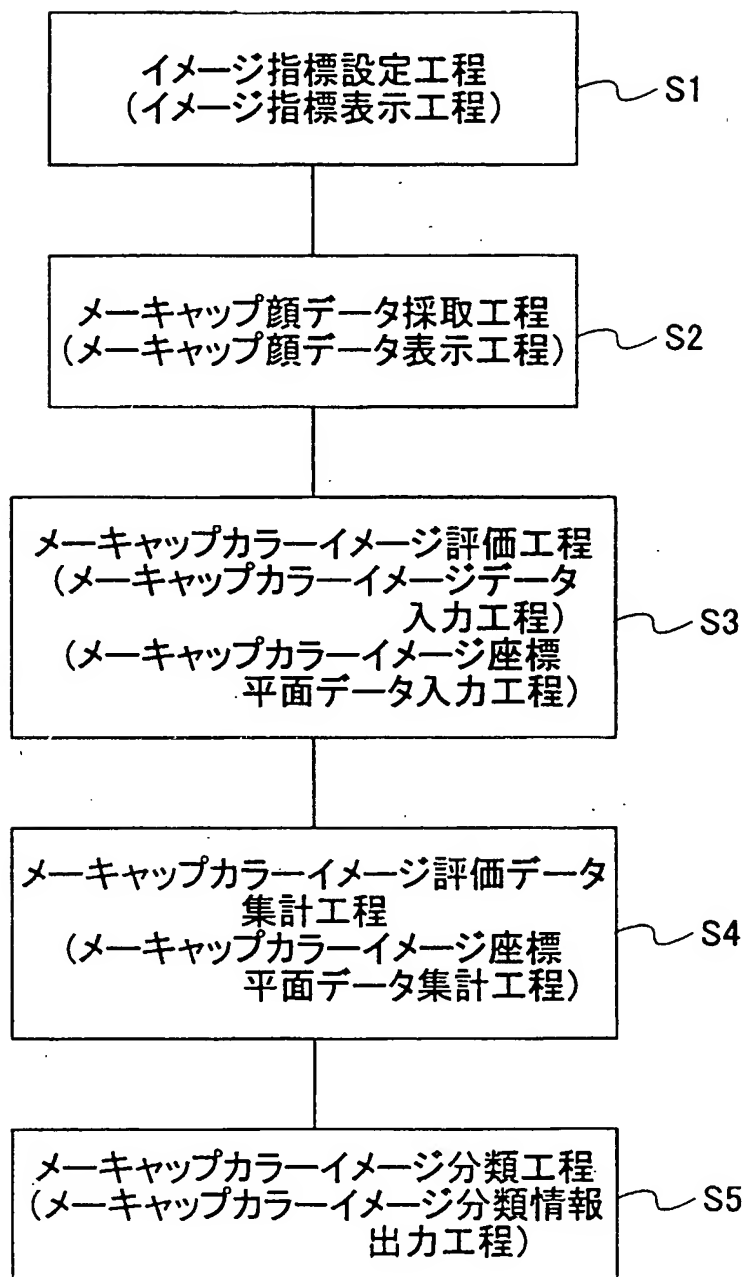 イメージ指標設定工程
(イメージ指標表示工程)
S1
メーキャップ顔データ採取工程
(メーキャップ顔データ表示工程)
S2
メーキャップカラーイメージ評価工程
(メーキャップカラーイメージデータ
入力工程)
(メーキャップカラーイメージ座標
平面データ入力工程)
S3
メーキャップカラーイメージ評価データ
集計工程
(メーキャップカラーイメージ座標
平面データ集計工程)
S4
メーキャップカラーイメージ分類工程
(メーキャップカラーイメージ分類情報
出力工程)
S5